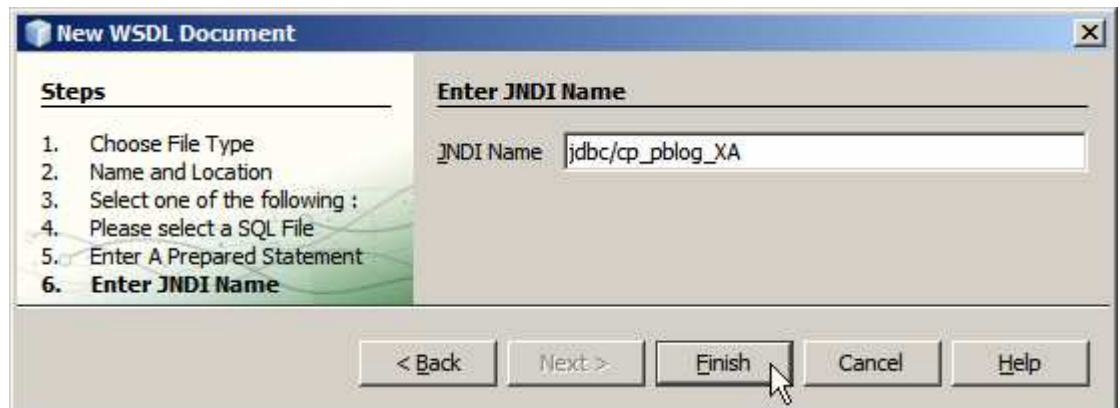 New WSDL Document
Steps
1. Choose File Type
2. Name and Location
3. Select one of the following :
4. Please select a SQL File
5. Enter A Prepared Statement
6. Enter JNDI Name
Enter JNDI Name
JNDI Name jdbc/cp_pblog_XA
< Back Next > Finish Cancel Help